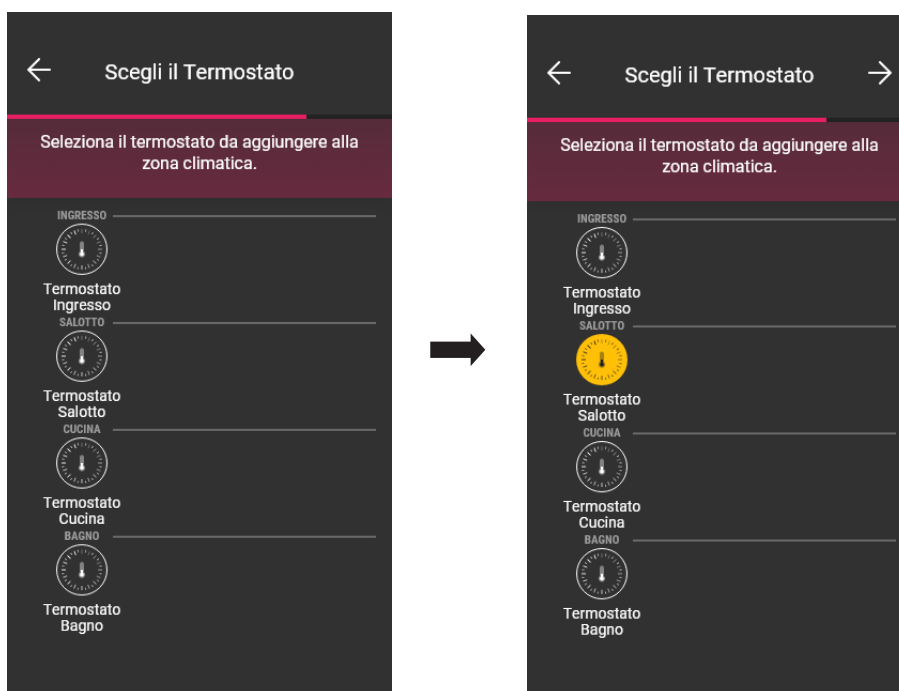 Scegli il Termostato
Seleziona il termostato da aggiungere alla
zona climatica.
INGRESSO
Termostato
Ingresso
SALOTTO
Termostato
Salotto
CUCINA
Termostato
Cucina
BAGNO
Termostato
Bagno
Scegli il Termostato
Seleziona il termostato da aggiungere alla
zona climatica.
INGRESSO
Termostato
Ingresso
SALOTTO
Termostato
Salotto
CUCINA
Termostato
Cucina
BAGNO
Termostato
Bagno